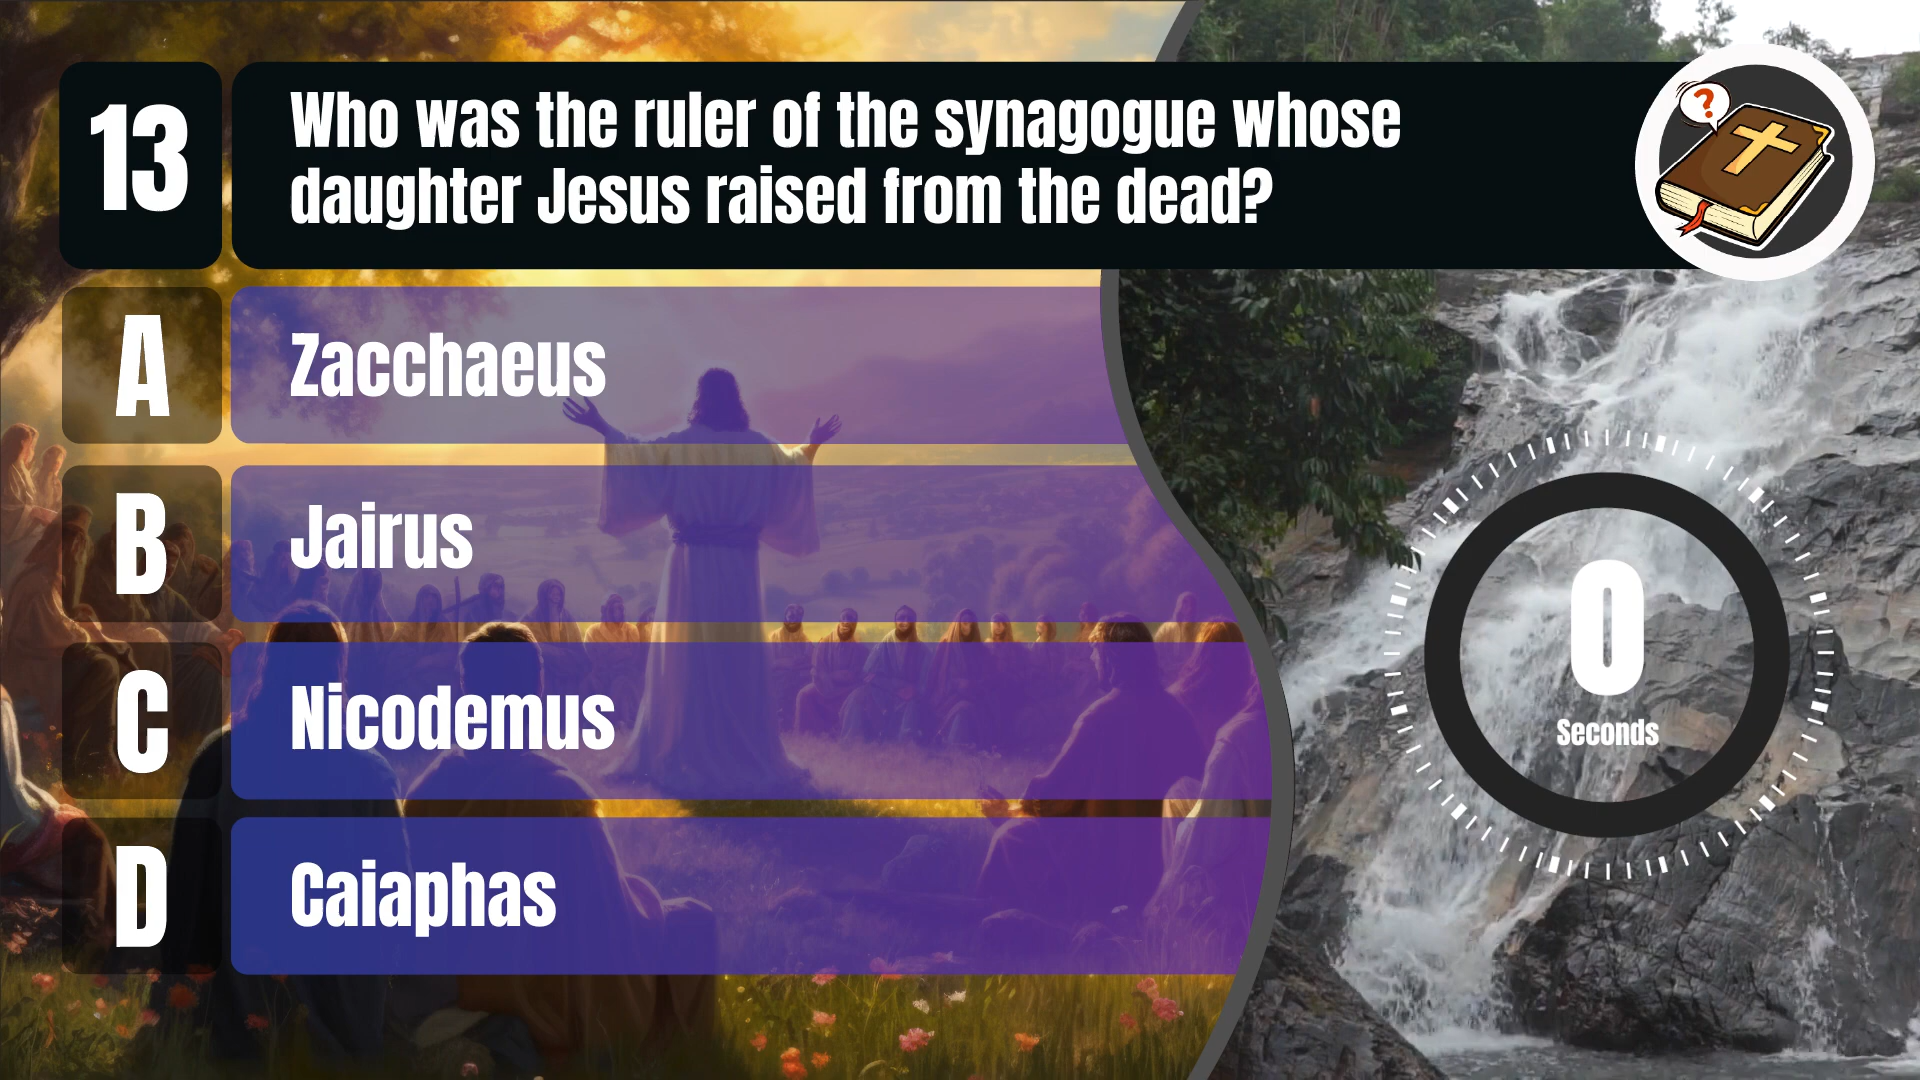 13
Who was the ruler of the synagogue whose
daughter Jesus raised from the dead?
?
A
Zacchaeus
B
Jairus
C
Nicodemus
D
Caiaphas
0
Seconds